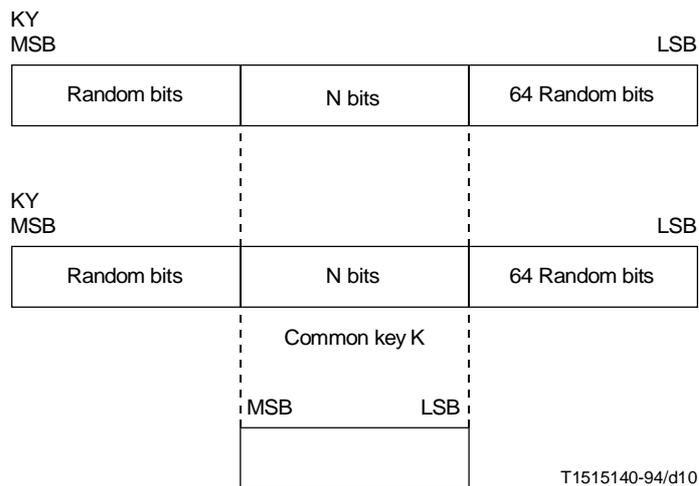 KY
MSB LSB
Random bits N bits 64 Random bits
KY
MSB LSB
Random bits N bits 64 Random bits
Common key K
MSB LSB
T1515140-94/d10